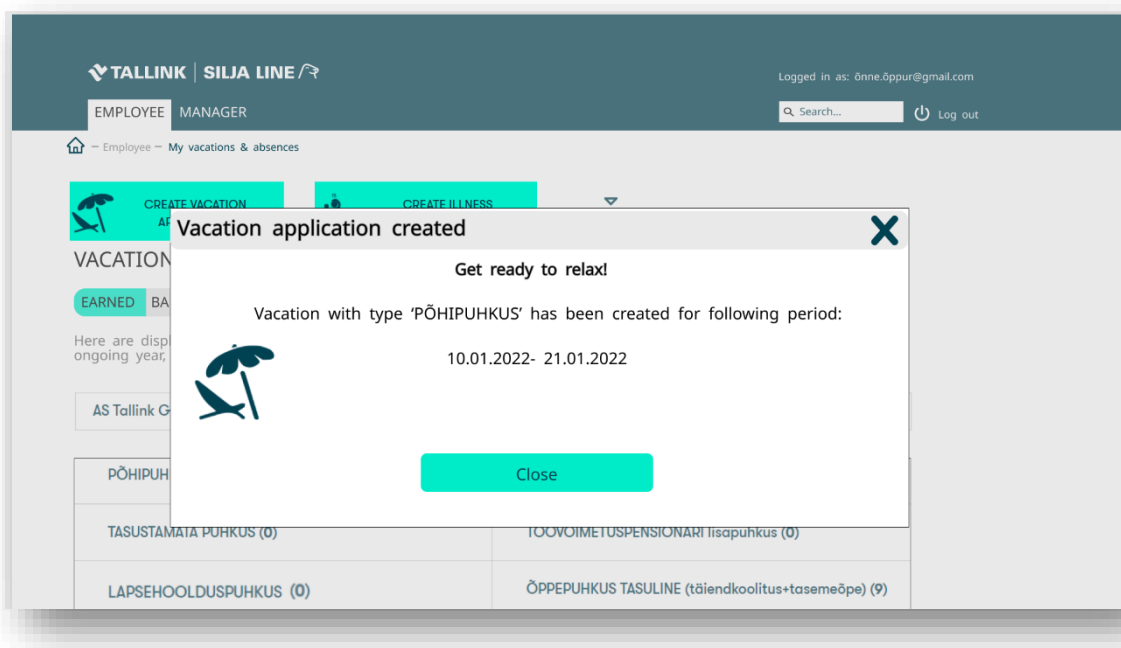 TALLINK | SILJA LINE
Logged in as: õnne.õppur@gmail.com
EMPLOYEE MANAGER
Search...
Log out
– Employee – My vacations & absences
CREATE VACATION
CREATE ILLNESS
Vacation application created
VACATION
Get ready to relax!
EARNED
Vacation with type ‘PÕHIPUHKUS’ has been created for following period:
Here are
ongoing year,
10.01.2022- 21.01.2022
AS Tallink
Close
TASUSTAMATA PUHKUS (0)
TÖÖVÕIMETUSPENSIONÄRI lisapuhkus (0)
LAPSEHOOLDUSPUHKUS (0)
ÕPPEPUHKUS TASULINE (täiendkoolitus+tasemeõpe) (9)